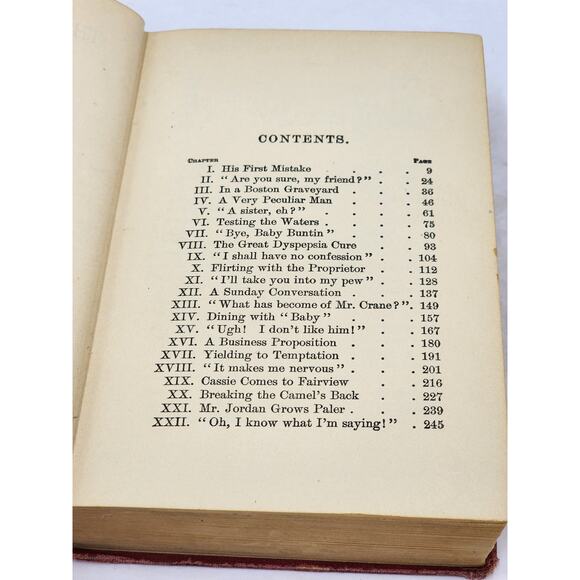 CONTENTS.
CHAPTER PAGE
I. His First Mistake . . . 9
II. "Are you sure, my friend?" . . 24
III. In a Boston Graveyard . . . 36
IV. A Very Peculiar Man . . . 46
V. "A sister, eh?" . . . 61
VI. Testing the Waters . . . 75
VII. "Bye, Baby Buntin" . . . 80
VIII. The Great Dyspepsia Cure . . 93
IX. "I shall have no confession" . . 104
X. Flirting with the Proprietor . . 112
XI. "I'll take you into my pew" . . 128
XII. A Sunday Conversation . . . 137
XIII. "What has become of Mr. Crane?" . 149
XIV. Dining with "Baby" . . . 157
XV. "Ugh! I don't like him!" . . 167
XVI. A Business Proposition . . . 180
XVII. Yielding to Temptation . . . 191
XVIII. "It makes me nervous" . . . 201
XIX. Cassie Comes to Fairview . . 216
XX. Breaking the Camel's Back . . 227
XXI. Mr. Jordan Grows Paler . . . 239
XXII. "Oh, I know what I'm saying!" . 245